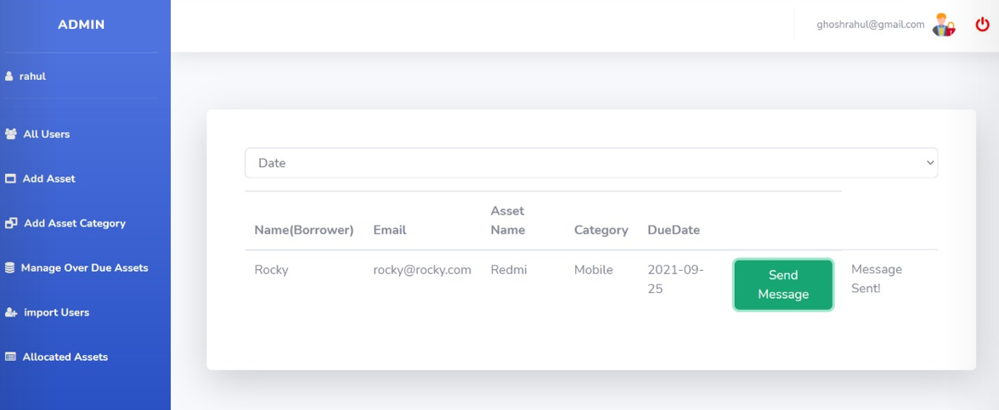 ADMIN
ghoshrahul@gmail.com
rahul
All Users
Add Asset
Add Asset Category
Manage Over Due Assets
import Users
Allocated Assets
Date
Name(Borrower) Email Asset Name Category DueDate
Rocky rocky@rocky.com Redmi Mobile 2021-09-25 Send Message Message Sent!